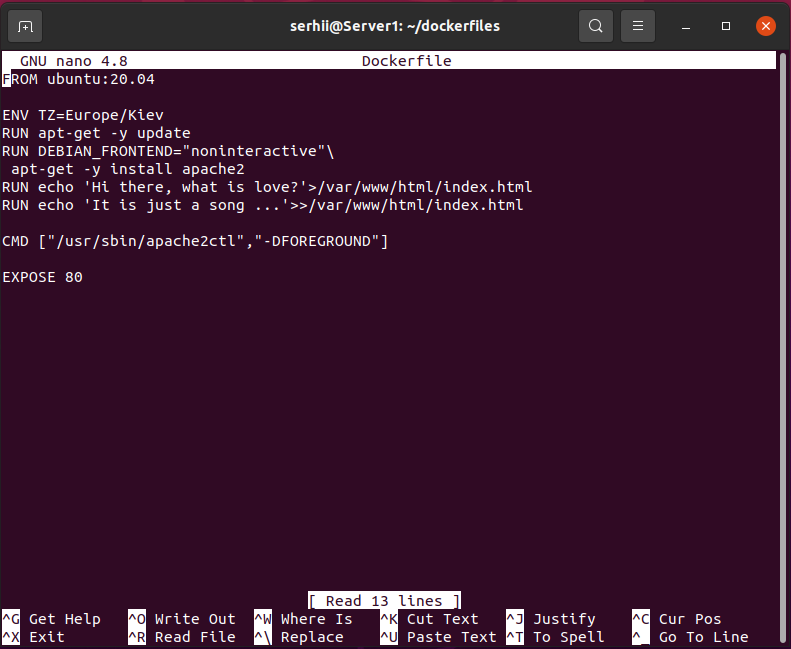 serhii@Server1: ~/dockerfiles
GNU nano 4.8 Dockerfile
FROM ubuntu:20.04
ENV TZ=Europe/Kiev
RUN apt-get -y update
RUN DEBIAN_FRONTEND="noninteractive"\
 apt-get -y install apache2
RUN echo 'Hi there, what is love?'>/var/www/html/index.html
RUN echo 'It is just a song ...'>>/var/www/html/index.html
CMD ["/usr/sbin/apache2ctl","-DFOREGROUND"]
EXPOSE 80
[ Read 13 lines ]
^G Get Help ^O Write Out ^W Where Is ^K Cut Text ^J Justify ^C Cur Pos
^X Exit ^R Read File ^\ Replace ^U Paste Text ^T To Spell ^_ Go To Line